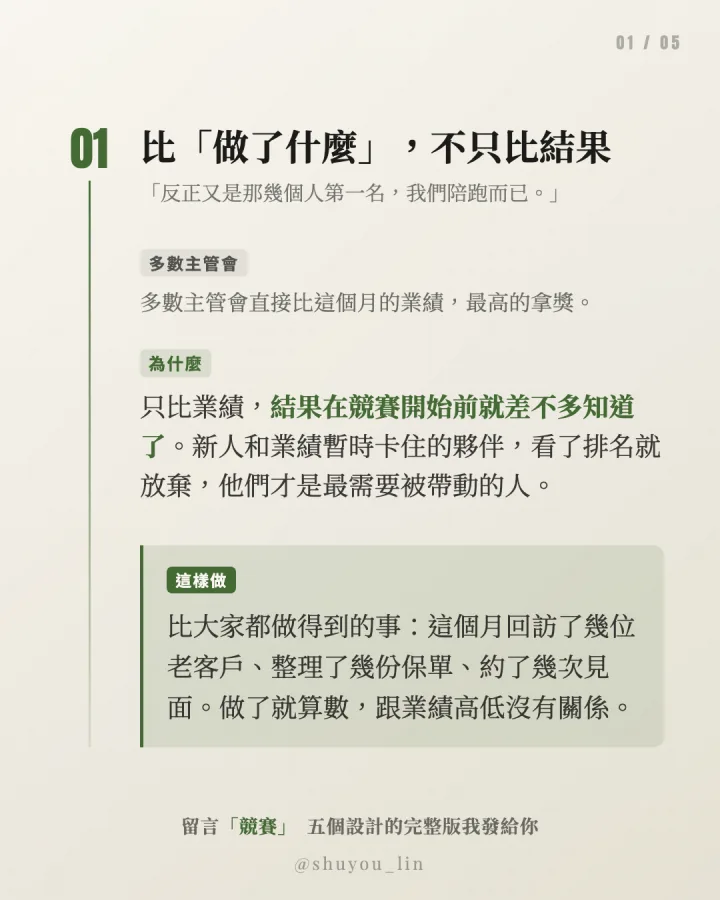 01 / 05
01 比「做了什麼」，不只比結果
「反正又是那幾個人第一名，我們陪跑而已。」
多數主管會
多數主管會直接比這個月的業績，最高的拿獎。
為什麼
只比業績，結果在競賽開始前就差不多知道
了。新人和業績暫時卡住的夥伴，看了排名就
放棄，他們才是最需要被帶動的人。
這樣做
比大家都做得到的事：這個月回訪了幾位
老客戶、整理了幾份保單、約了幾次見
面。做了就算數，跟業績高低沒有關係。
留言「競賽」 五個設計的完整版我發給你
@shuyou_lin